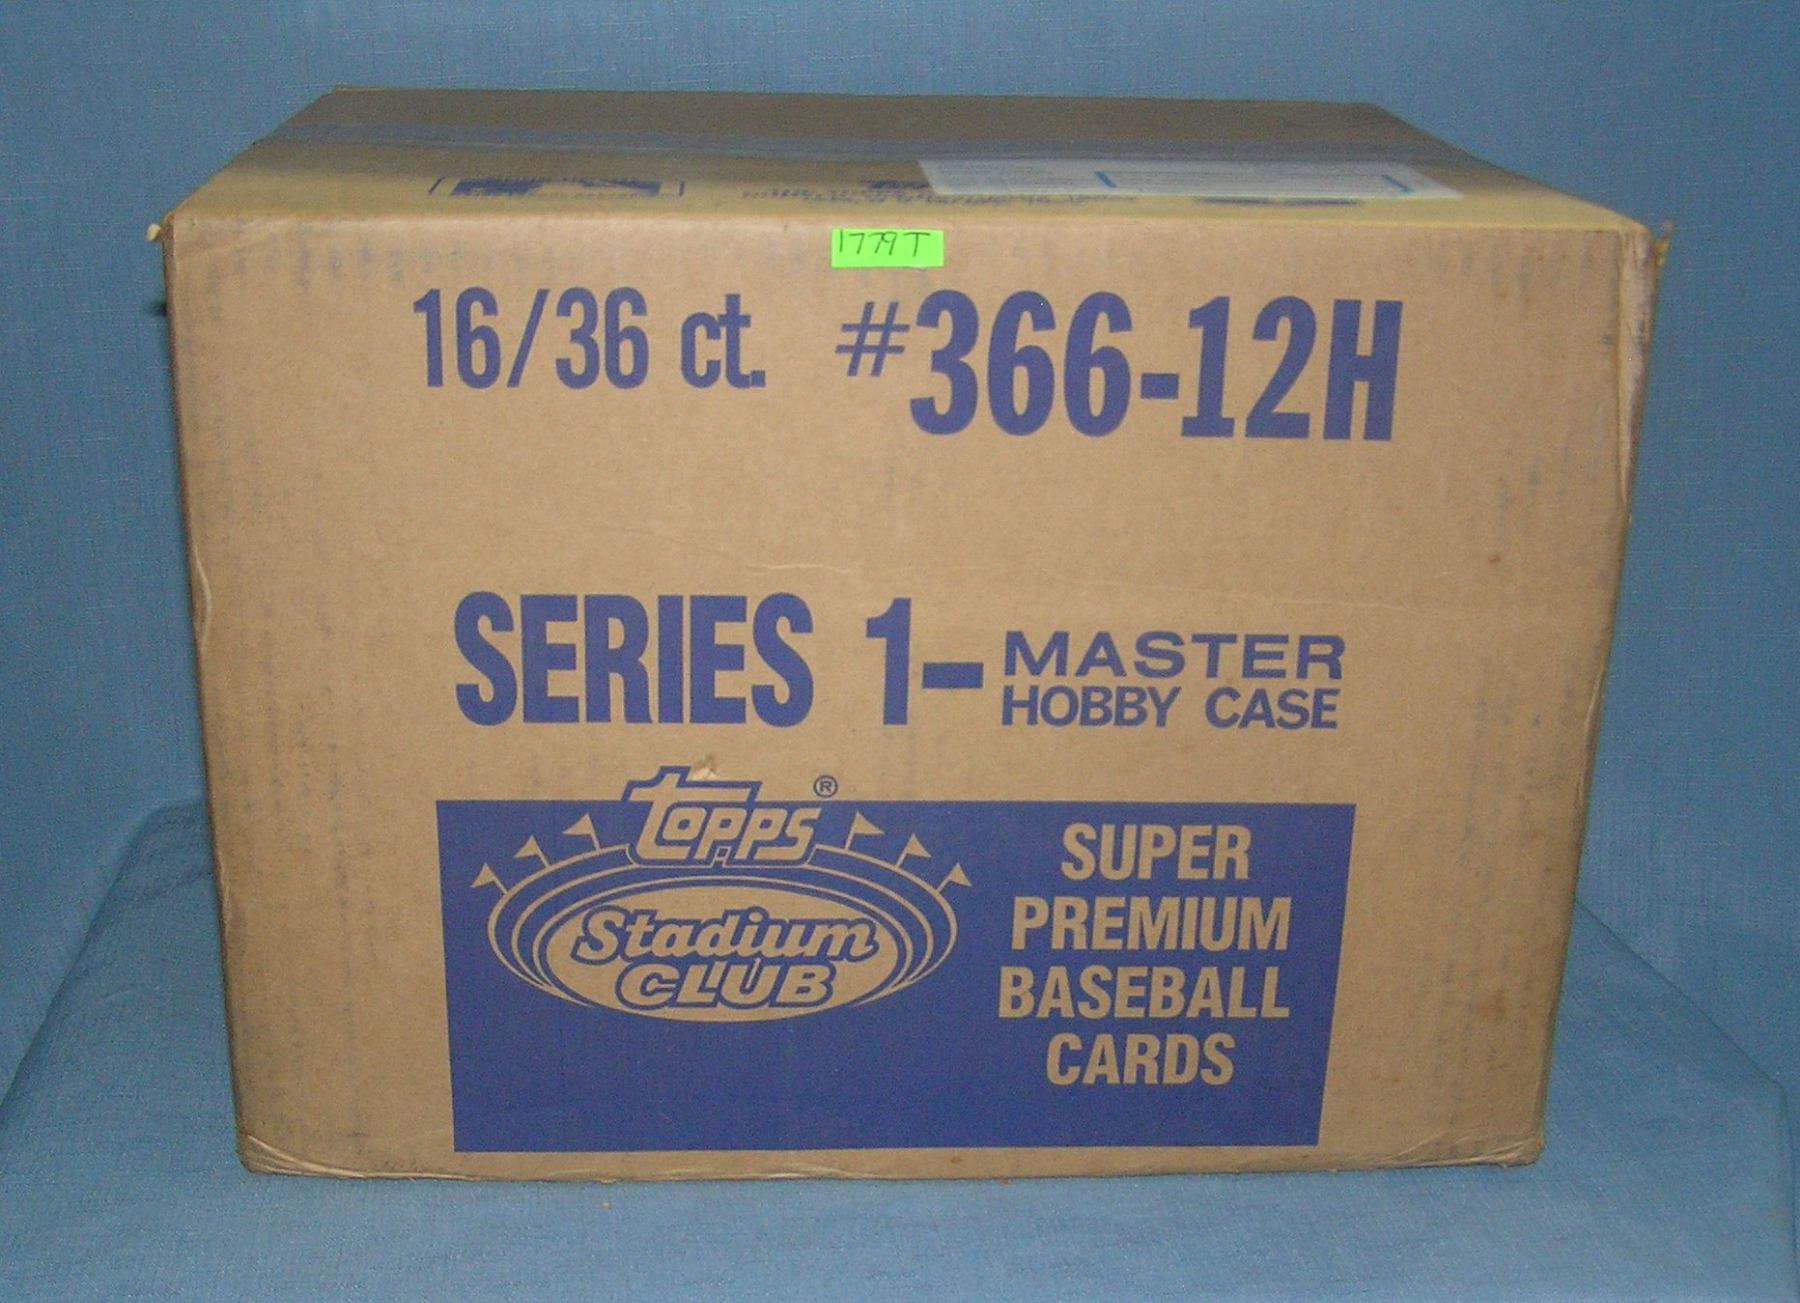 1779T
16/36 ct. #366-12H
SERIES 1- MASTER
HOBBY CASE
topps®
Stadium
CLUB
SUPER
PREMIUM
BASEBALL
CARDS